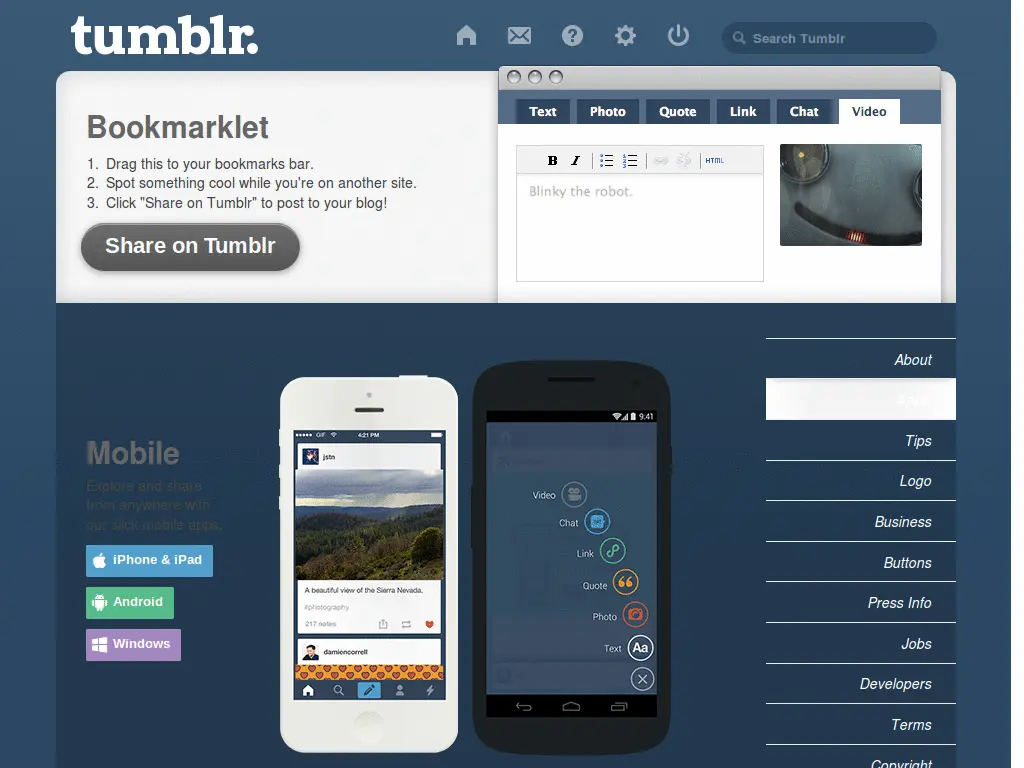 tumblr.
Search Tumblr
Bookmarklet
1. Drag this to your bookmarks bar.
2. Spot something cool while you're on another site.
3. Click "Share on Tumblr" to post to your blog!
Share on Tumblr
Text Photo Quote Link Chat Video
B I HTML
Blinky the robot.
Mobile
Explore and share
from anywhere with
our slick mobile apps.
iPhone & iPad
Android
Windows
GIF 4:21 PM
jstn
A beautiful view of the Sierra Nevada.
#photography
217 notes
damiencorrell
9:41
Video
Chat
Link
Quote
Photo
Text Aa
About
Tips
Logo
Business
Buttons
Press Info
Jobs
Developers
Terms
Copyright